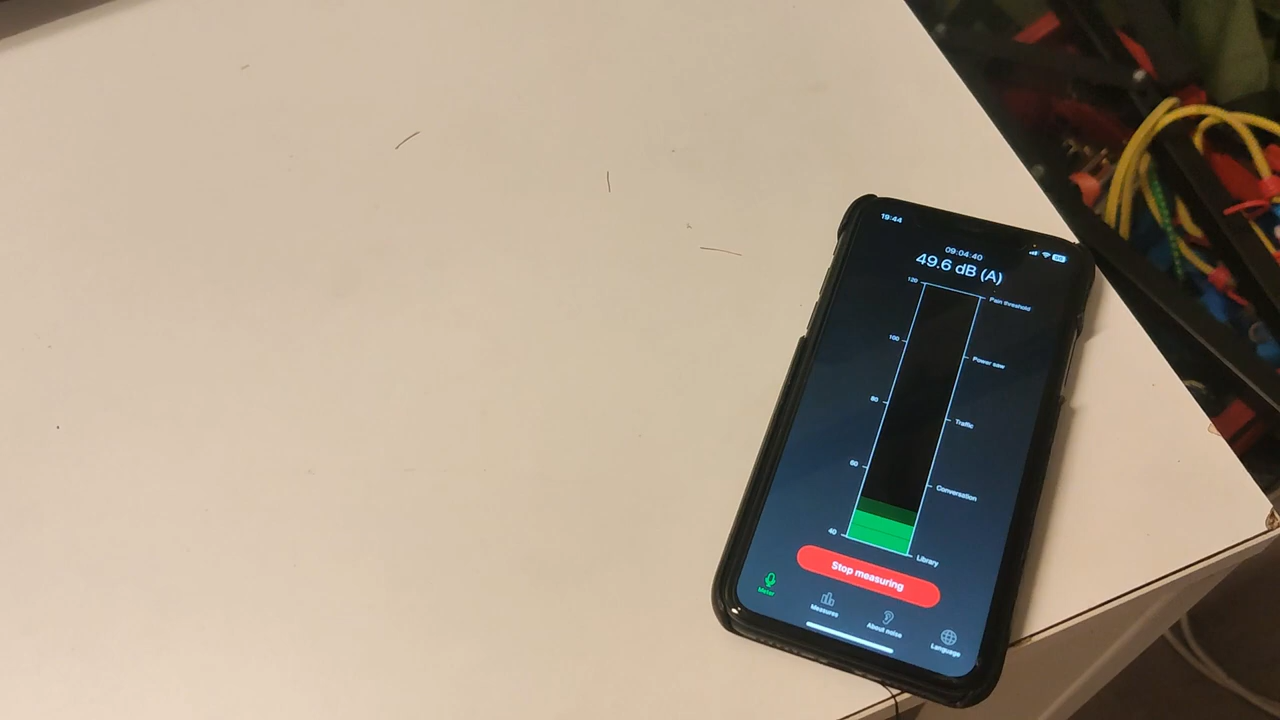 19:44
09:04:40
49.6 dB (A)
120 Pain threshold
100 Power saw
80 Traffic
60 Conversation
40 Library
Stop measuring
Meter Measures About noise Language